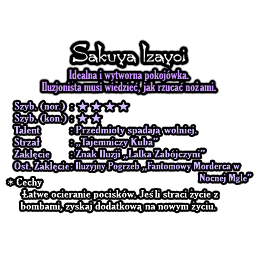 Sakuya Izayoi
Idealna i wytworna pokojówka.
Iluzjonista musi wiedzieć, jak rzucać nożami.
Szyb. (nor.) : ★★★★
Szyb. (kon.) : ★★
Talent : Przedmioty spadają wolniej.
Strzał : „Tajemniczy Kuba"
Zaklęcie : Znak Iluzji „Lalka Zabójczyni"
Ost. Zaklęcie: Iluzyjny Pogrzeb „Fantomowy Morderca w
Nocnej Mgle"
* Cechy
Łatwe ocieranie pocisków. Jeśli straci życie z
bombami, zyskaj dodatkową na nowym życiu.